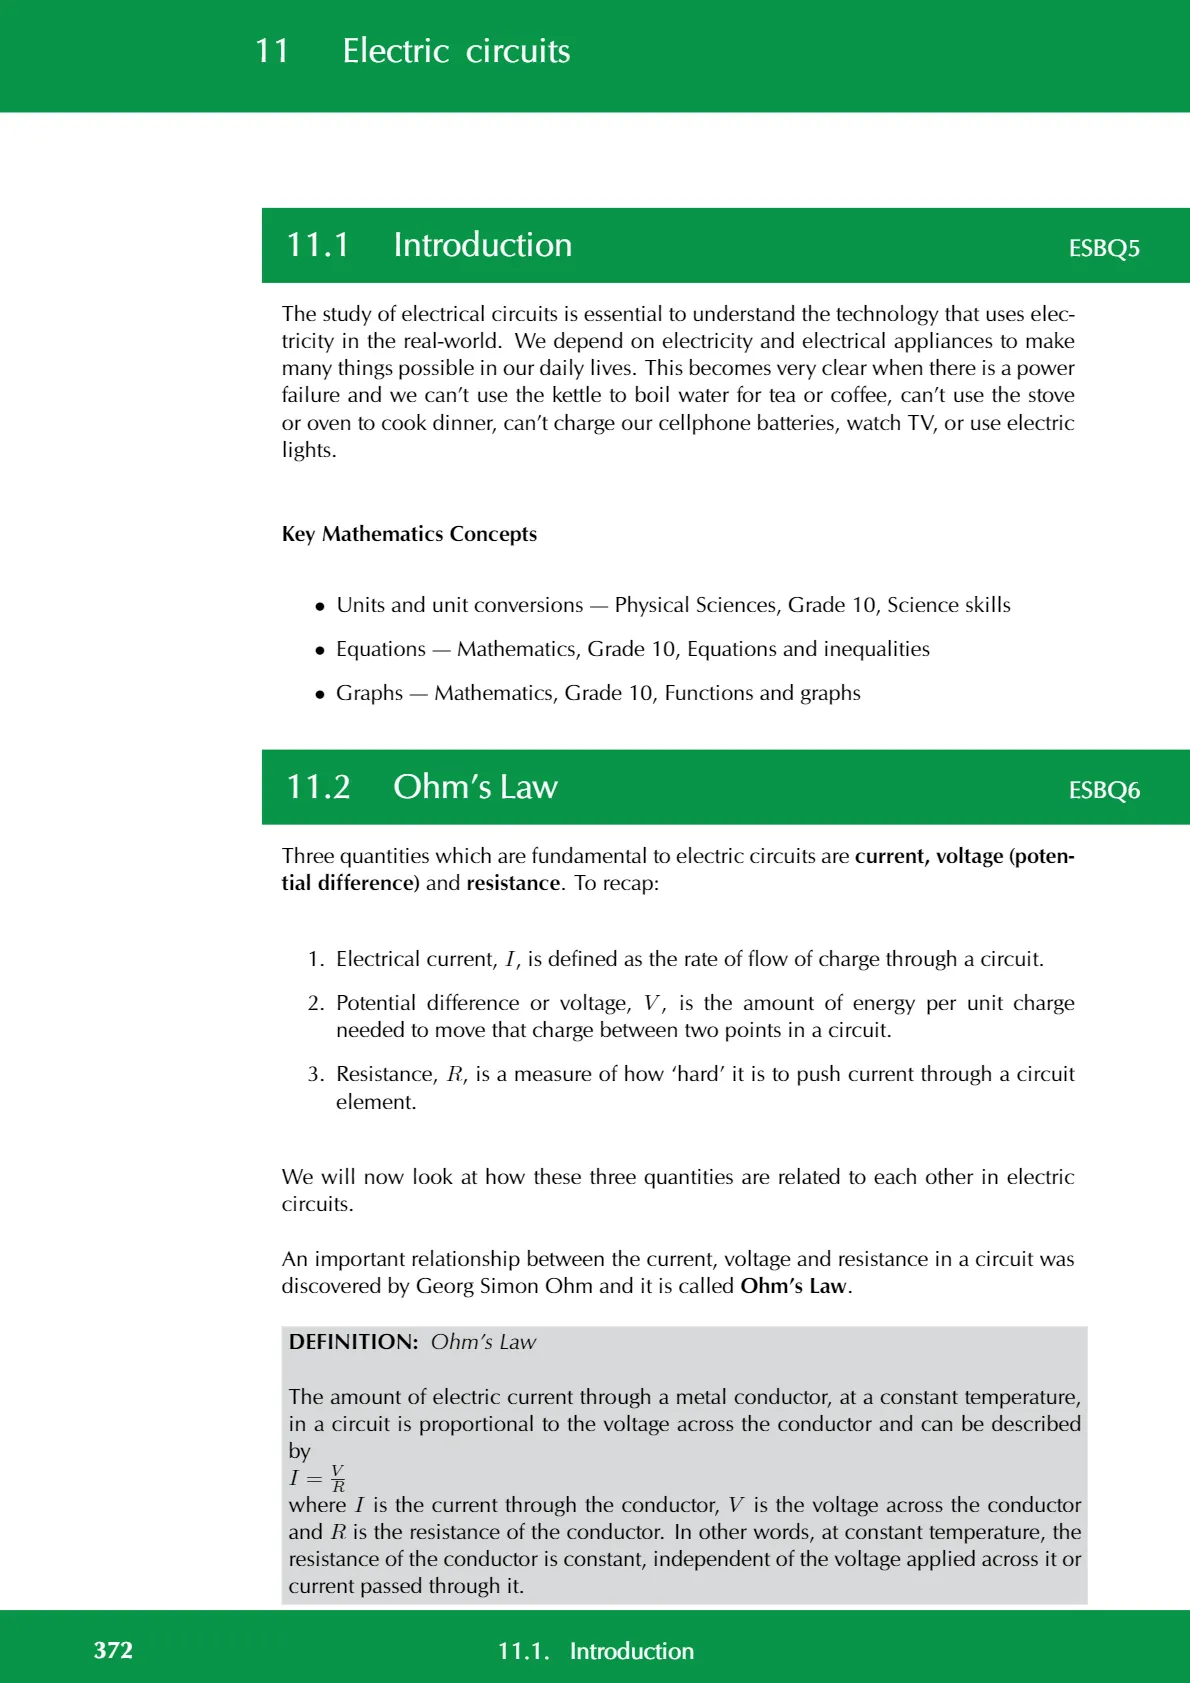 11 Electric circuits
11.1 Introduction ESBQ5
The study of electrical circuits is essential to understand the technology that uses elec-
tricity in the real-world. We depend on electricity and electrical appliances to make
many things possible in our daily lives. This becomes very clear when there is a power
failure and we can’t use the kettle to boil water for tea or coffee, can’t use the stove
or oven to cook dinner, can’t charge our cellphone batteries, watch TV, or use electric
lights.
Key Mathematics Concepts
• Units and unit conversions — Physical Sciences, Grade 10, Science skills
• Equations — Mathematics, Grade 10, Equations and inequalities
• Graphs — Mathematics, Grade 10, Functions and graphs
11.2 Ohm’s Law ESBQ6
Three quantities which are fundamental to electric circuits are current, voltage (poten-
tial difference) and resistance. To recap:
1. Electrical current, I, is defined as the rate of flow of charge through a circuit.
2. Potential difference or voltage, V, is the amount of energy per unit charge
needed to move that charge between two points in a circuit.
3. Resistance, R, is a measure of how ‘hard’ it is to push current through a circuit
element.
We will now look at how these three quantities are related to each other in electric
circuits.
An important relationship between the current, voltage and resistance in a circuit was
discovered by Georg Simon Ohm and it is called Ohm’s Law.
DEFINITION: Ohm’s Law
The amount of electric current through a metal conductor, at a constant temperature,
in a circuit is proportional to the voltage across the conductor and can be described
by
I = V/R
where I is the current through the conductor, V is the voltage across the conductor
and R is the resistance of the conductor. In other words, at constant temperature, the
resistance of the conductor is constant, independent of the voltage applied across it or
current passed through it.
372 11.1. Introduction